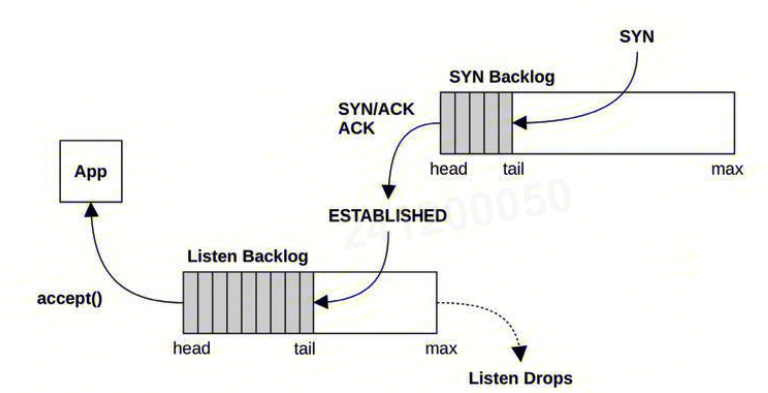 SYN
SYN Backlog
SYN/ACK
ACK
head
tail
max
App
ESTABLISHED
Listen Backlog
accept()
head
tail
max
Listen Drops